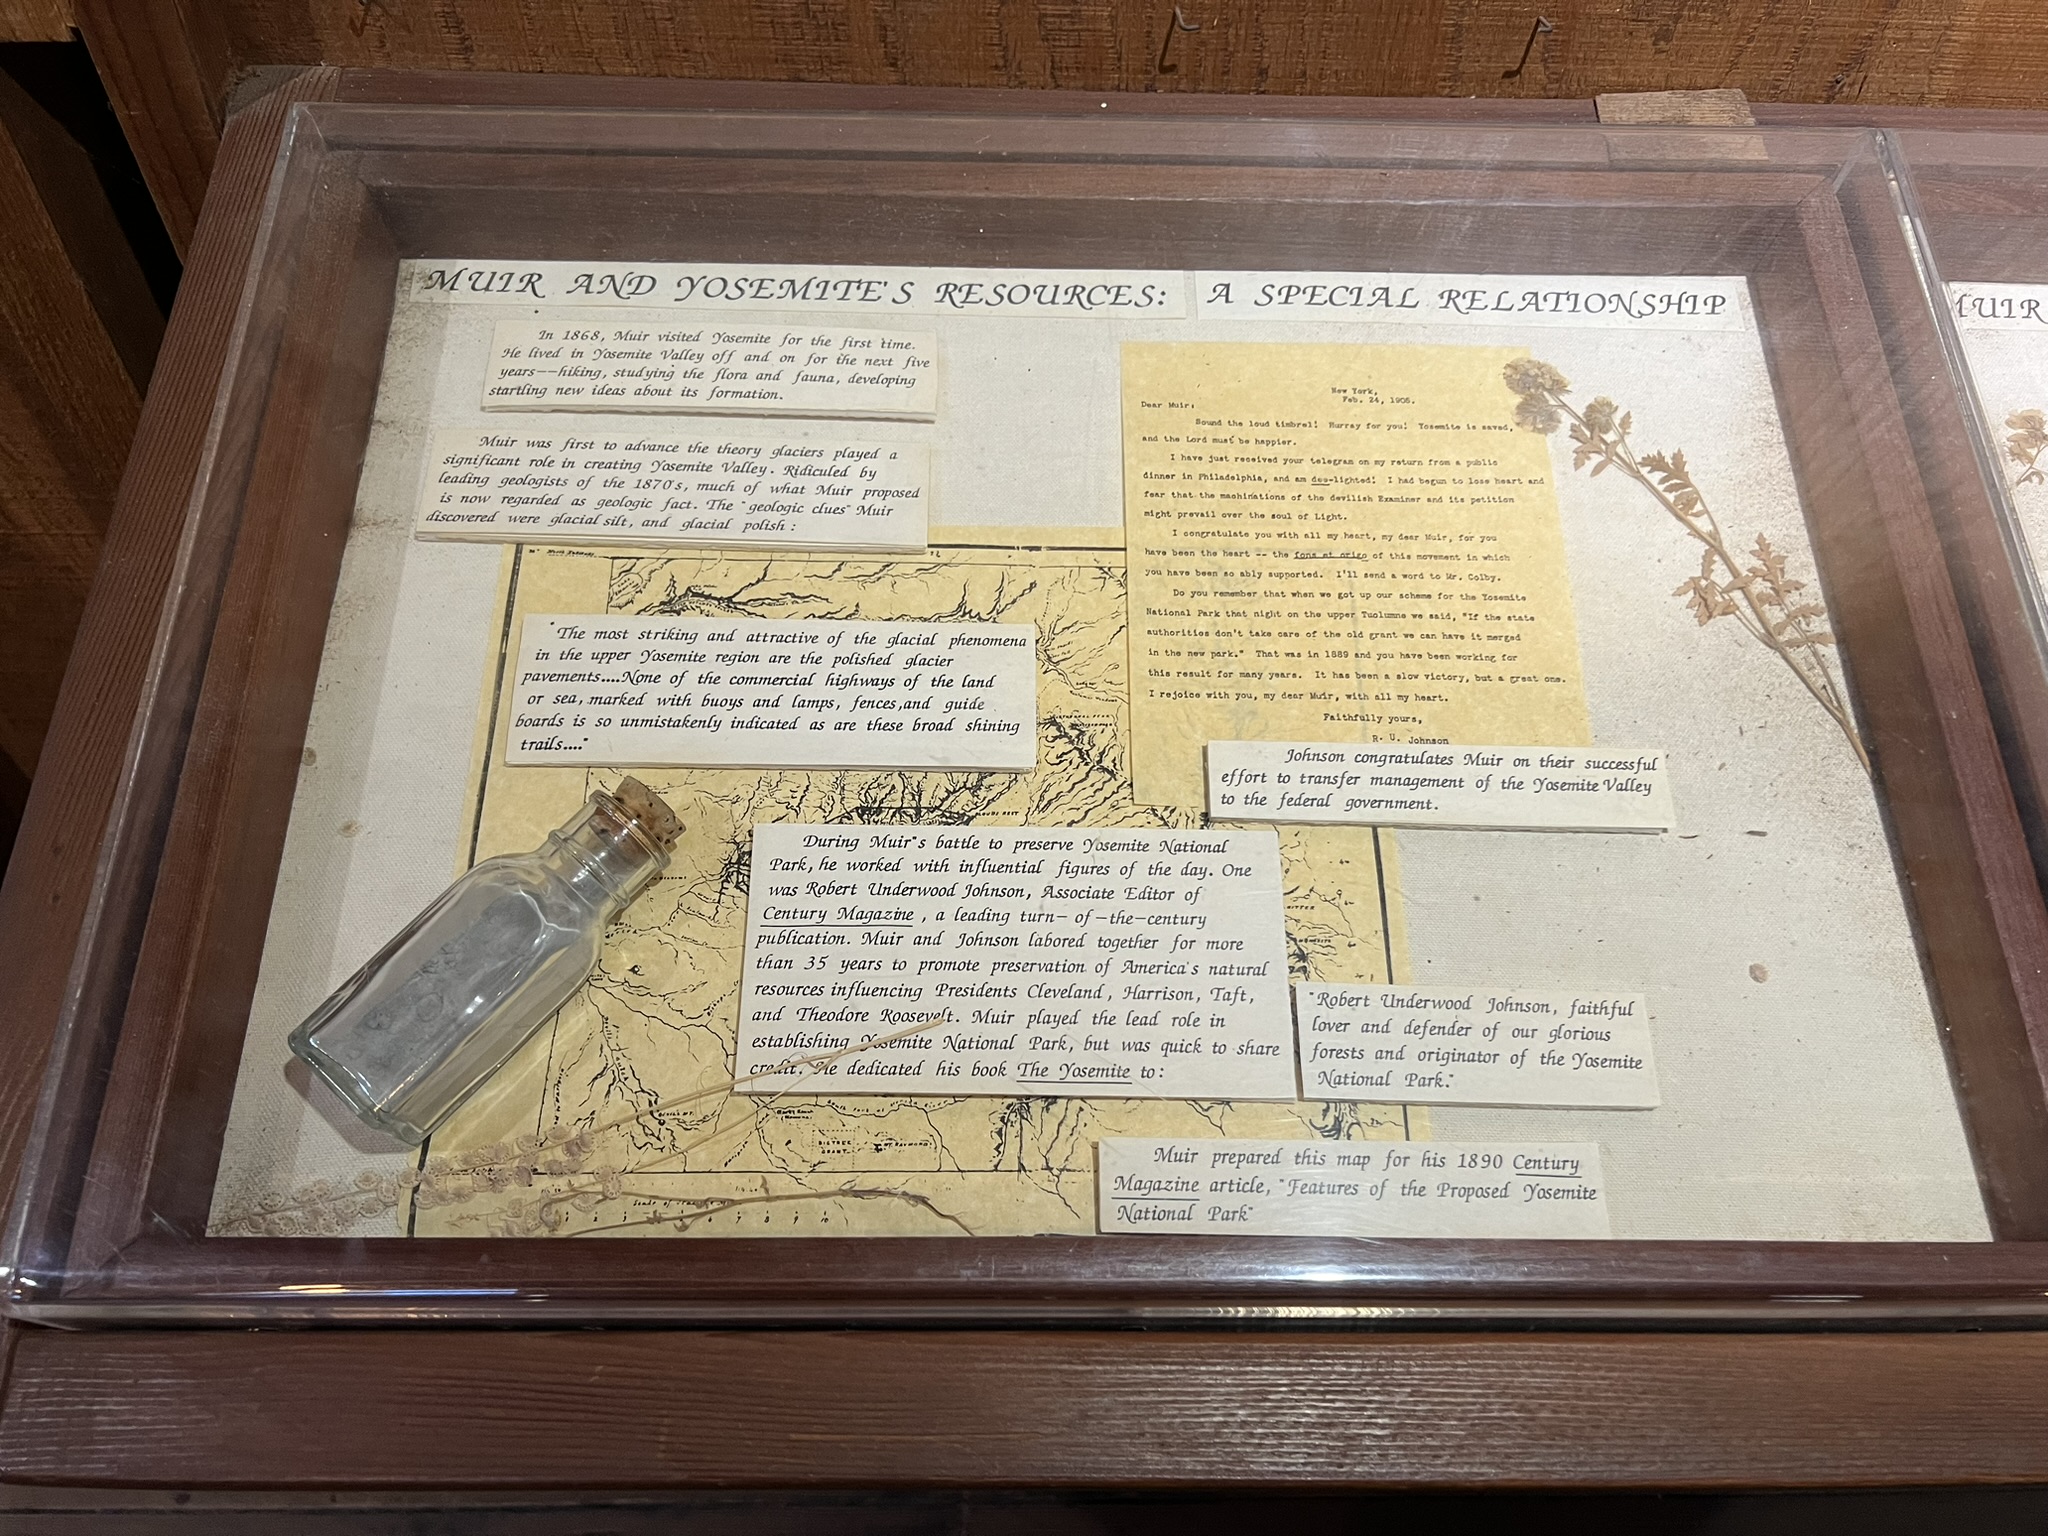 MUIR AND YOSEMITE'S RESOURCES: A SPECIAL RELATIONSHIP
In 1868, Muir visited Yosemite for the first time.
He lived in Yosemite Valley off and on for the next five
years--hiking, studying the flora and fauna, developing
startling new ideas about its formation.
Muir was first to advance the theory glaciers played a
significant role in creating Yosemite Valley. Ridiculed by
leading geologists of the 1870's, much of what Muir proposed
is now regarded as geologic fact. The "geologic clues" Muir
discovered were glacial silt, and glacial polish:
"The most striking and attractive of the glacial phenomena
in the upper Yosemite region are the polished glacier
pavements....None of the commercial highways of the land
or sea, marked with buoys and lamps, fences, and guide
boards is so unmistakenly indicated as are these broad shining
trails...."
New York,
Feb. 24, 1905.
Dear Muir:
Sound the loud timbrel! Hurray for you! Yosemite is saved,
and the Lord must be happier.
I have just received your telegram on my return from a public
dinner in Philadelphia, and am dee-lighted! I had begun to lose heart and
fear that the machinations of the devilish Examiner and its petition
might prevail over the soul of Light.
I congratulate you with all my heart, my dear Muir, for you
have been the heart -- the fons et origo of this movement in which
you have been so ably supported. I'll send a word to Mr. Colby.
Do you remember that when we got up our scheme for the Yosemite
National Park that night on the upper Tuolumne we said, "If the state
authorities don't take care of the old grant we can have it merged
in the new park." That was in 1889 and you have been working for
this result for many years. It has been a slow victory, but a great one.
I rejoice with you, my dear Muir, with all my heart.
Faithfully yours,
R. U. Johnson
Johnson congratulates Muir on their successful
effort to transfer management of the Yosemite Valley
to the federal government.
During Muir"s battle to preserve Yosemite National
Park, he worked with influential figures of the day. One
was Robert Underwood Johnson, Associate Editor of
Century Magazine, a leading turn-of-the-century
publication. Muir and Johnson labored together for more
than 35 years to promote preservation of America's natural
resources influencing Presidents Cleveland, Harrison, Taft,
and Theodore Roosevelt. Muir played the lead role in
establishing Yosemite National Park, but was quick to share
credit. He dedicated his book The Yosemite to:
"Robert Underwood Johnson, faithful
lover and defender of our glorious
forests and originator of the Yosemite
National Park."
Muir prepared this map for his 1890 Century
Magazine article, "Features of the Proposed Yosemite
National Park"
CLOUDS REST
BIG TREE
GRANT
MT RAYMOND
7 8 9 10
MUIR